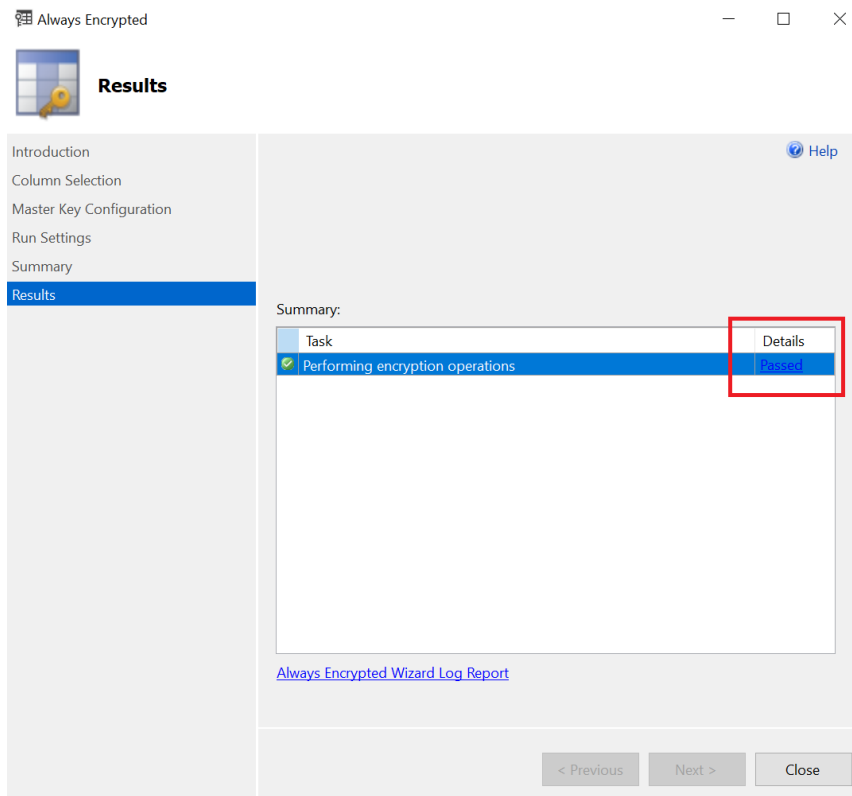 Always Encrypted
Results
Introduction
Column Selection
Master Key Configuration
Run Settings
Summary
Results
Help
Summary:
Task Details
Performing encryption operations Passed
Always Encrypted Wizard Log Report
< Previous Next > Close